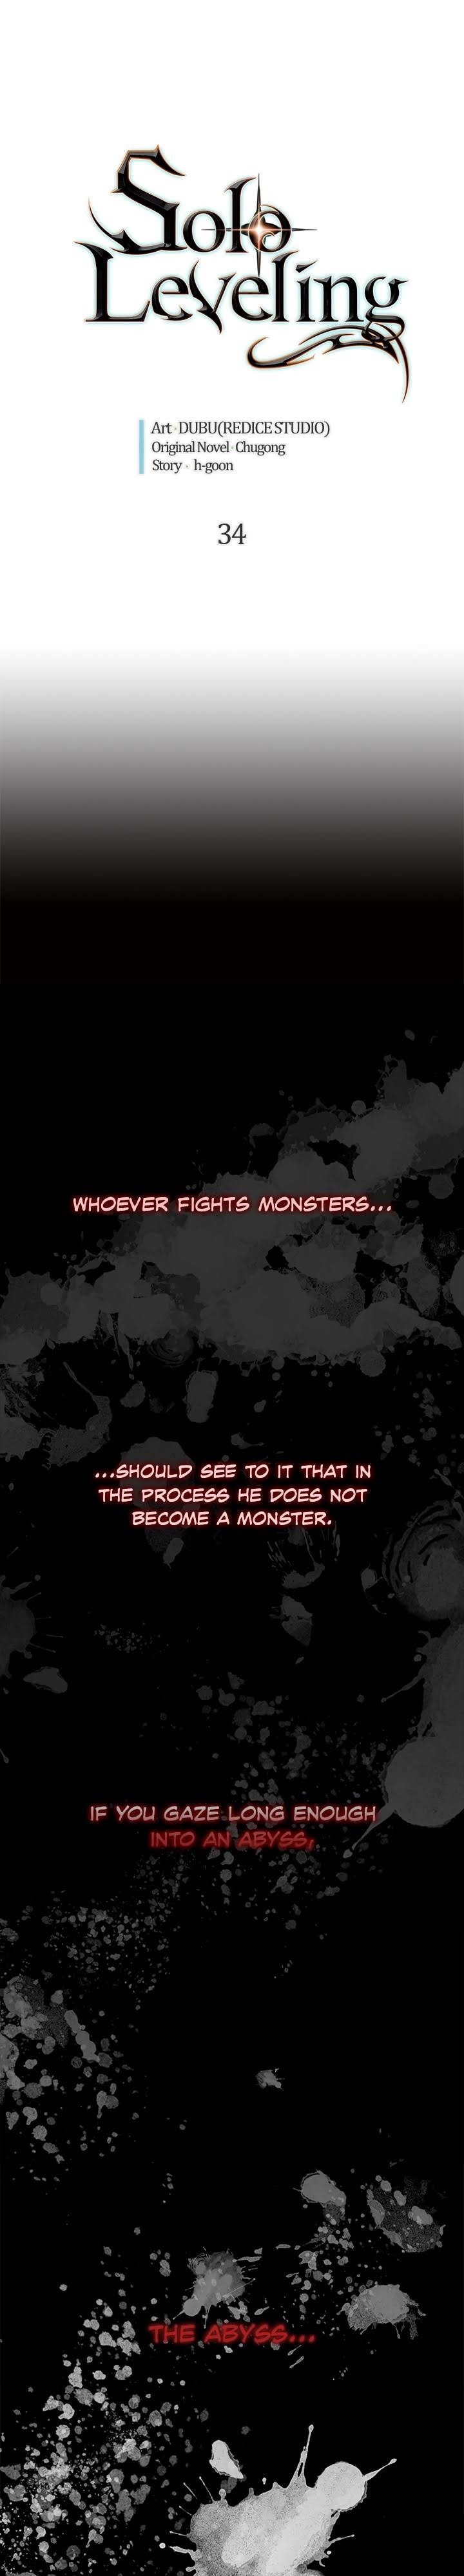 Solo
Leveling
Art · DUBU(REDICE STUDIO)
Original Novel · Chugong
Story · h-goon
34
WHOEVER FIGHTS MONSTERS...
...SHOULD SEE TO IT THAT IN
THE PROCESS HE DOES NOT
BECOME A MONSTER.
IF YOU GAZE LONG ENOUGH
INTO AN ABYSS,
THE ABYSS...